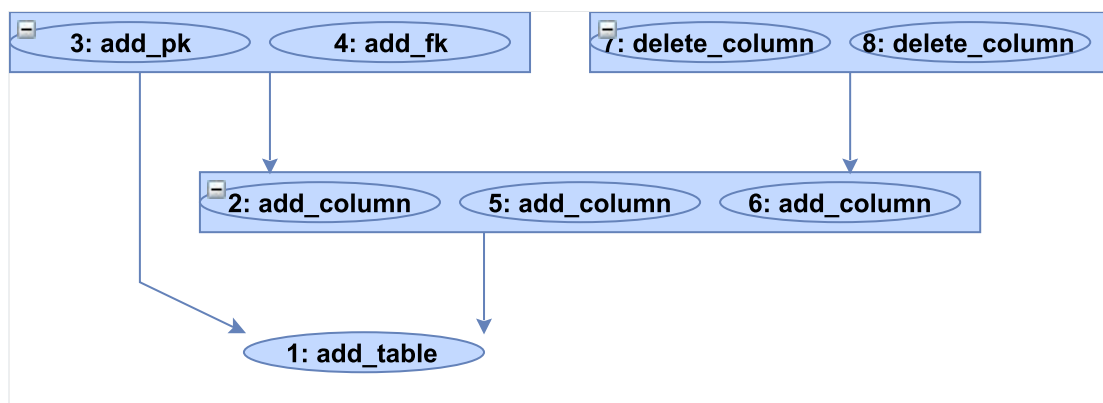 3: add_pk
4: add_fk
7: delete_column
8: delete_column
2: add_column
5: add_column
6: add_column
1: add_table